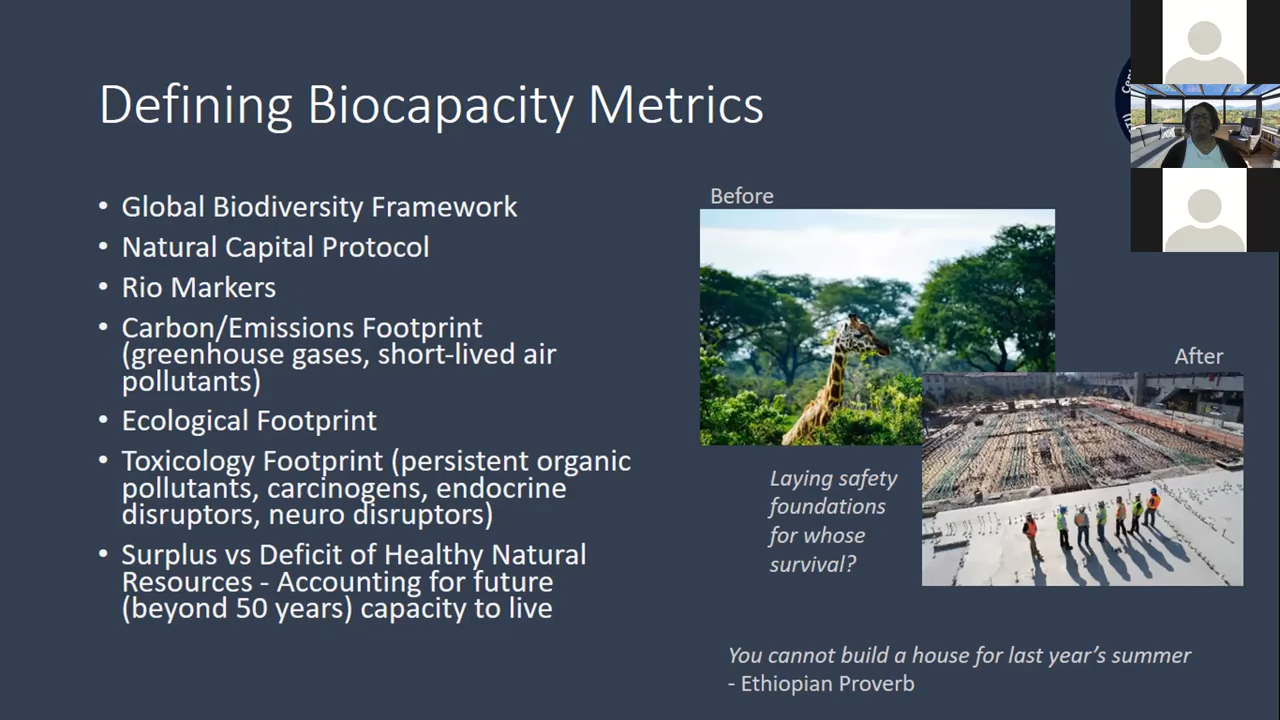 Defining Biocapacity Metrics
• Global Biodiversity Framework
• Natural Capital Protocol
• Rio Markers
• Carbon/Emissions Footprint
(greenhouse gases, short-lived air
pollutants)
• Ecological Footprint
• Toxicology Footprint (persistent organic
pollutants, carcinogens, endocrine
disruptors, neuro disruptors)
• Surplus vs Deficit of Healthy Natural
Resources - Accounting for future
(beyond 50 years) capacity to live
Before
After
Laying safety
foundations
for whose
survival?
You cannot build a house for last year’s summer
- Ethiopian Proverb